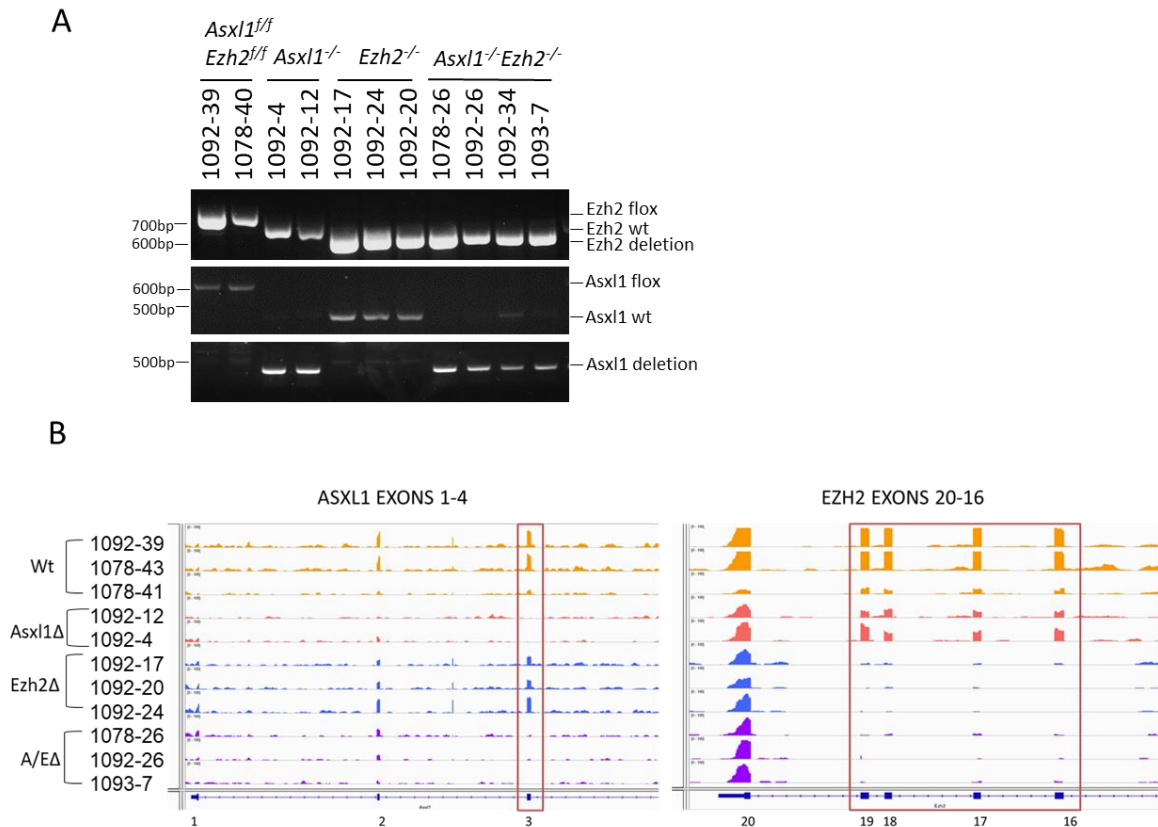 A
Asxl1f/f
Ezh2f/f Asxl1-/- Ezh2-/- Asxl1-/-Ezh2-/-
1092-39 1078-40 1092-4 1092-12 1092-17 1092-24 1092-20 1078-26 1092-26 1092-34 1093-7
Ezh2 flox
700bp Ezh2 wt
600bp Ezh2 deletion
600bp Asxl1 flox
500bp Asxl1 wt
500bp Asxl1 deletion
B
ASXL1 EXONS 1-4 EZH2 EXONS 20-16
Wt
1092-39
1078-43
1078-41
Asxl1Δ
1092-12
1092-4
Ezh2Δ
1092-17
1092-20
1092-24
A/EΔ
1078-26
1092-26
1093-7
Asxl1 Ezh2
1 2 3 20 19 18 17 16